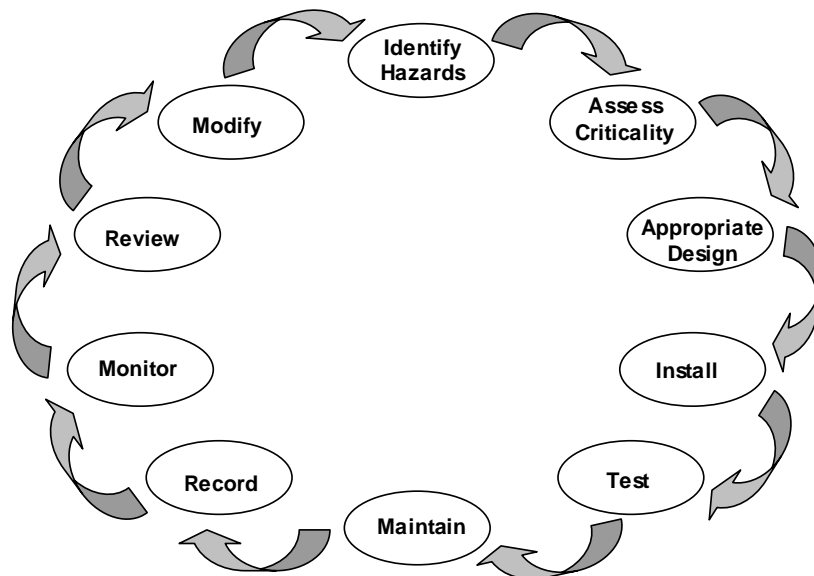 Identify
Hazards
Assess
Criticality
Appropriate
Design
Install
Test
Maintain
Record
Monitor
Review
Modify